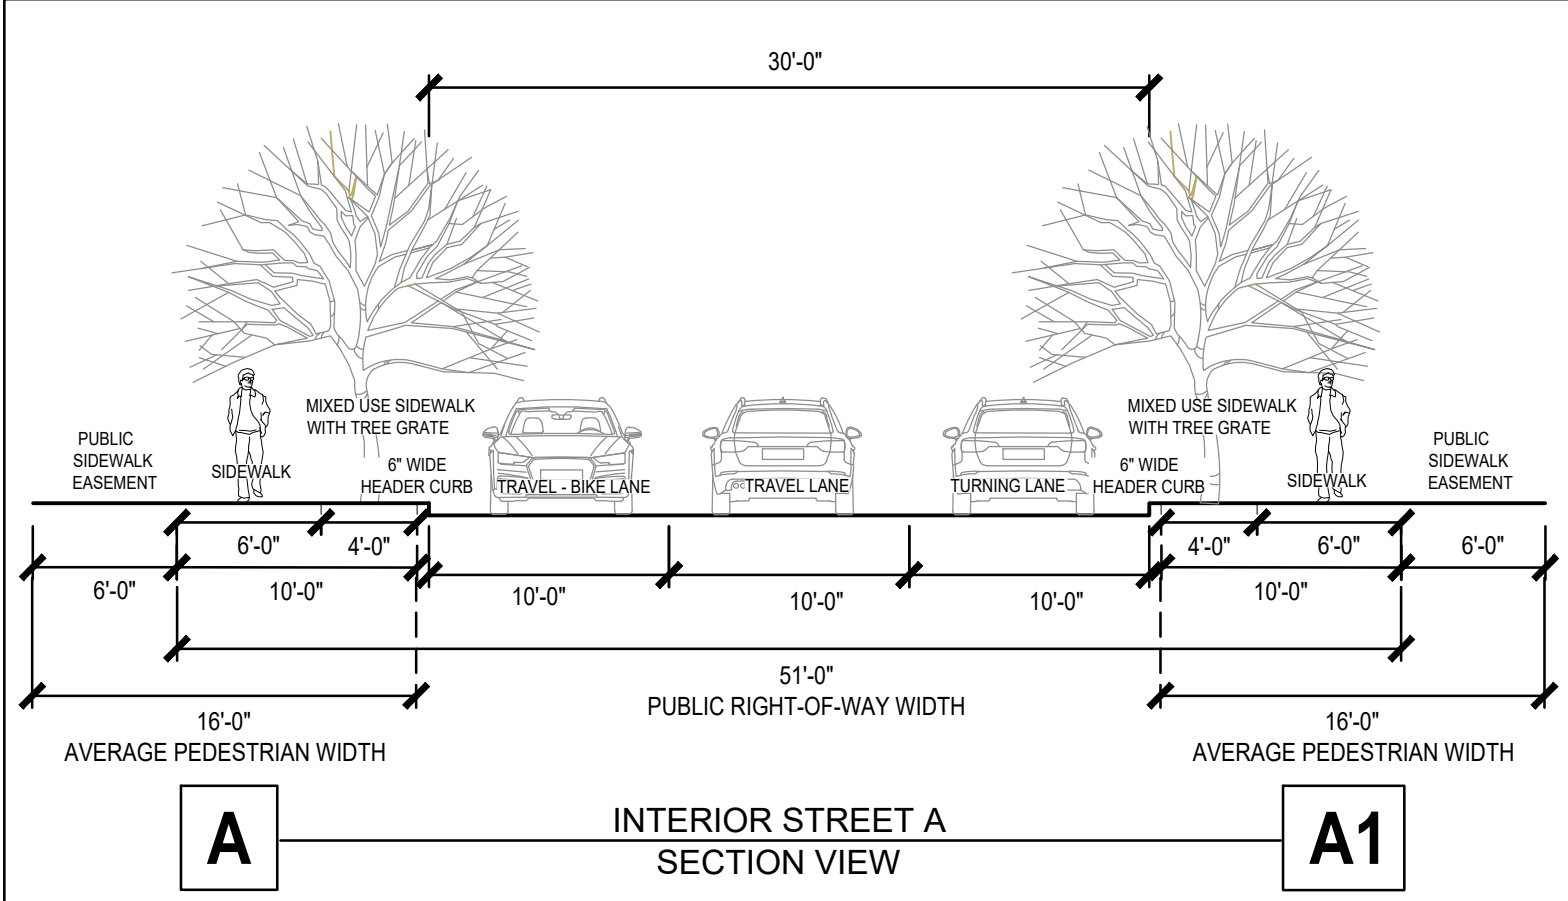 30'-0"
MIXED USE SIDEWALK
WITH TREE GRATE
MIXED USE SIDEWALK
WITH TREE GRATE
PUBLIC
SIDEWALK
EASEMENT
SIDEWALK
6" WIDE
HEADER CURB
TRAVEL - BIKE LANE
TRAVEL LANE
TURNING LANE
6" WIDE
HEADER CURB
SIDEWALK
PUBLIC
SIDEWALK
EASEMENT
6'-0" 4'-0" 4'-0" 6'-0" 6'-0"
6'-0" 10'-0" 10'-0" 10'-0" 10'-0" 10'-0"
51'-0"
PUBLIC RIGHT-OF-WAY WIDTH
16'-0"
AVERAGE PEDESTRIAN WIDTH
16'-0"
AVERAGE PEDESTRIAN WIDTH
A
INTERIOR STREET A
SECTION VIEW
A1